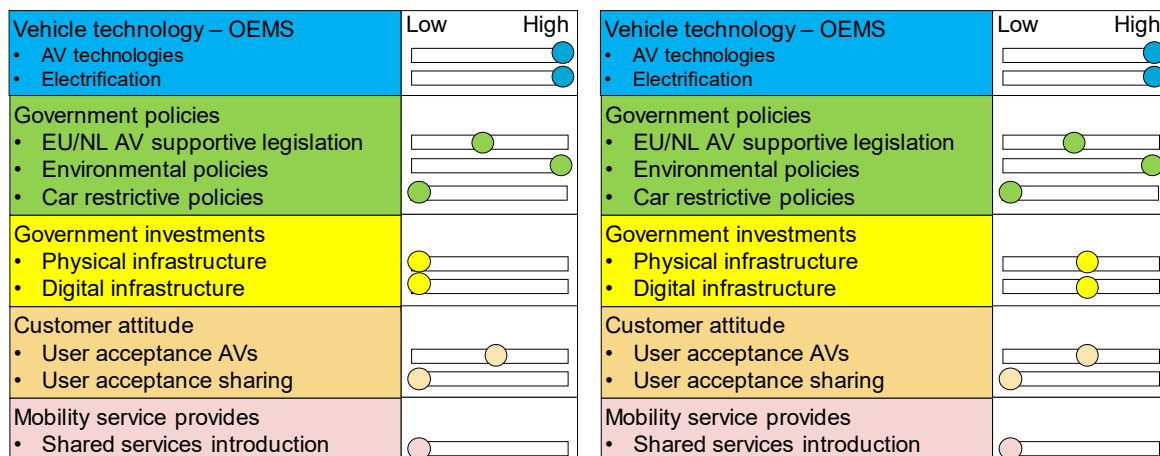 Vehicle technology – OEMS
Low High
• AV technologies
• Electrification
Government policies
• EU/NL AV supportive legislation
• Environmental policies
• Car restrictive policies
Government investments
• Physical infrastructure
• Digital infrastructure
Customer attitude
• User acceptance AVs
• User acceptance sharing
Mobility service provides
• Shared services introduction
Vehicle technology – OEMS
Low High
• AV technologies
• Electrification
Government policies
• EU/NL AV supportive legislation
• Environmental policies
• Car restrictive policies
Government investments
• Physical infrastructure
• Digital infrastructure
Customer attitude
• User acceptance AVs
• User acceptance sharing
Mobility service provides
• Shared services introduction